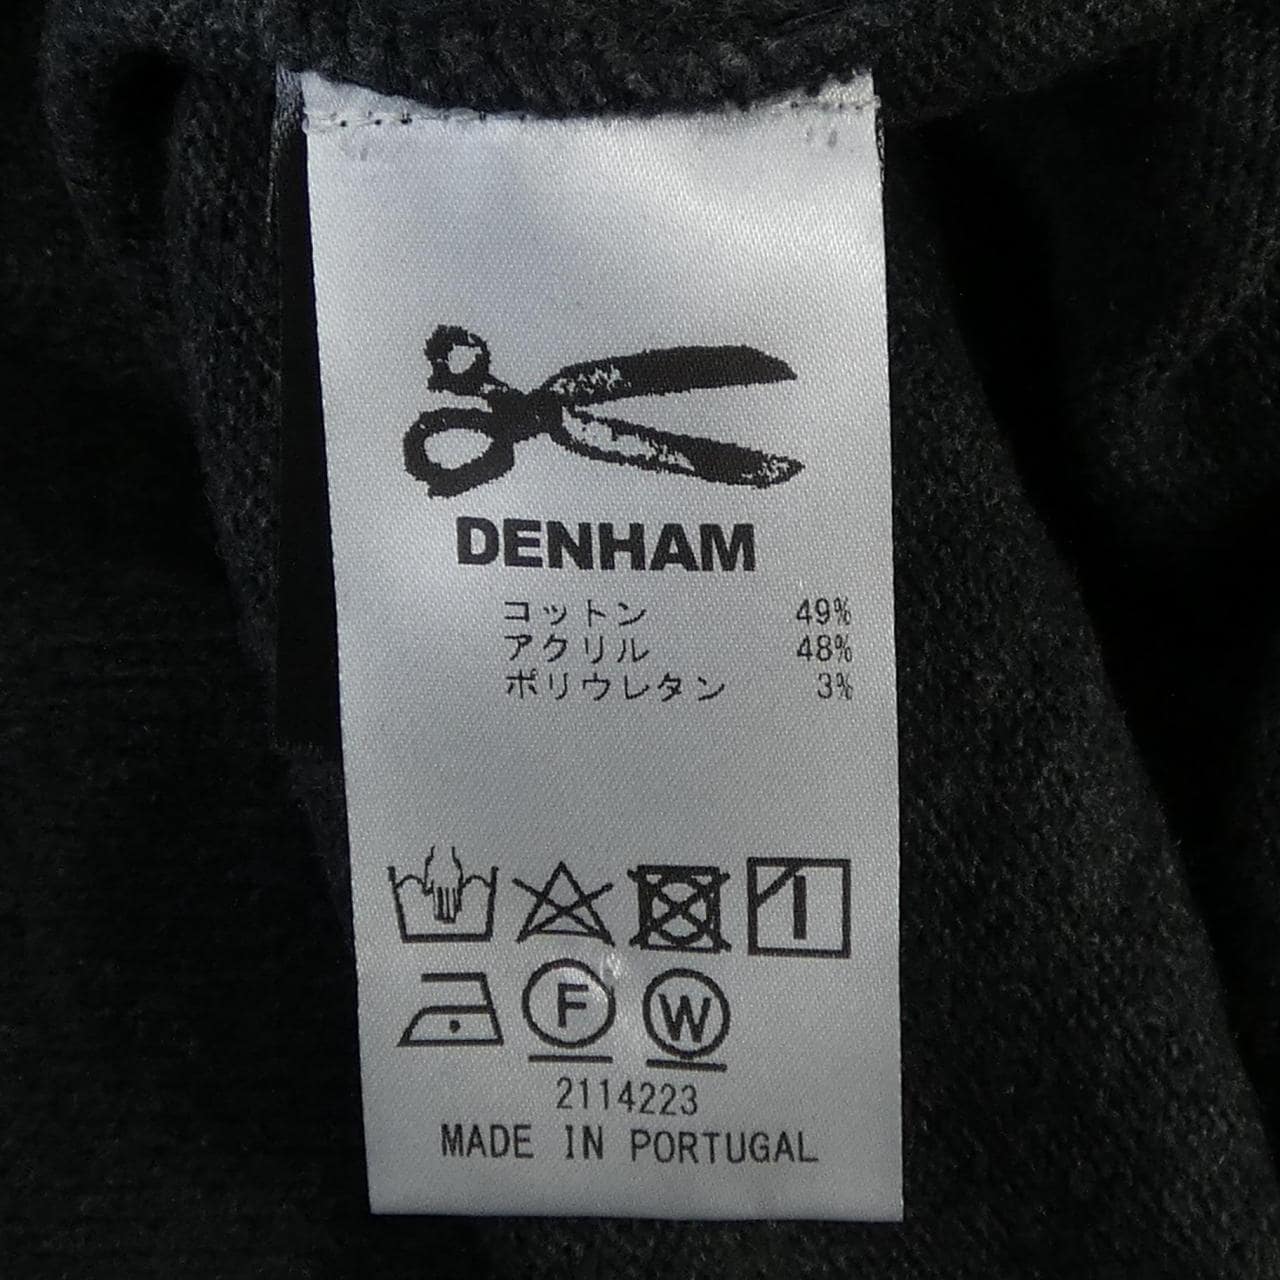 DENHAM
コットン 49%
アクリル 48%
ポリウレタン 3%
F W
2114223
MADE IN PORTUGAL